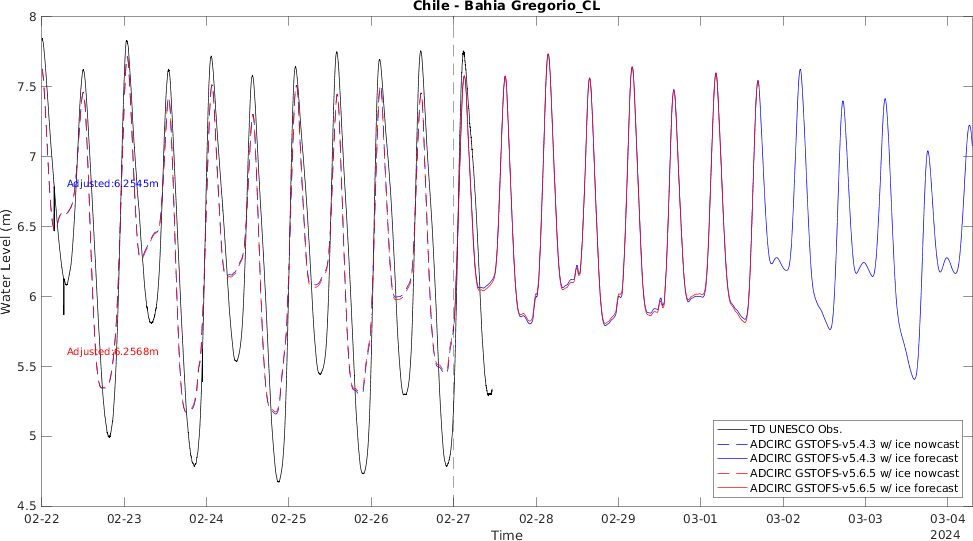 Chile - Bahia Gregorio_CL
8
7.5
7
6.5
6
5.5
5
4.5
Water Level (m)
Adjusted:6.2545m
Adjusted:6.2568m
TD UNESCO Obs.
ADCIRC GSTOFS-v5.4.3 w/ ice nowcast
ADCIRC GSTOFS-v5.4.3 w/ ice forecast
ADCIRC GSTOFS-v5.6.5 w/ ice nowcast
ADCIRC GSTOFS-v5.6.5 w/ ice forecast
02-22 02-23 02-24 02-25 02-26 02-27 02-28 02-29 03-01 03-02 03-03 03-04
2024
Time